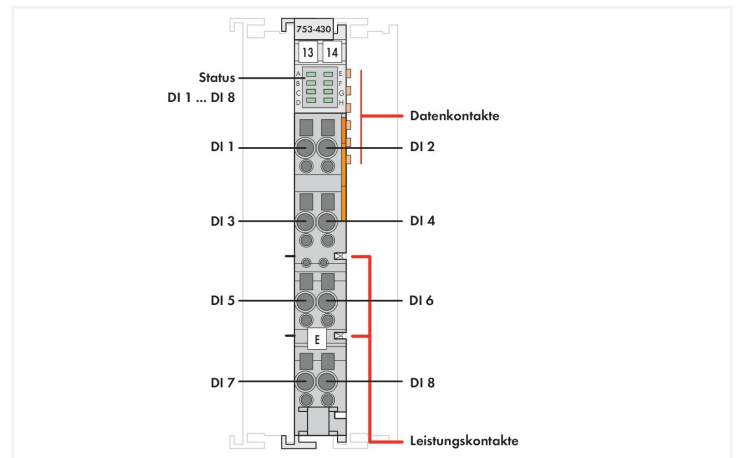 753-430
13 14
A E
B F
C G
D H
Status
DI 1 ... DI 8
Datenkontakte
DI 1
DI 2
DI 3
DI 4
DI 5
DI 6
E
DI 7
DI 8
Leistungskontakte